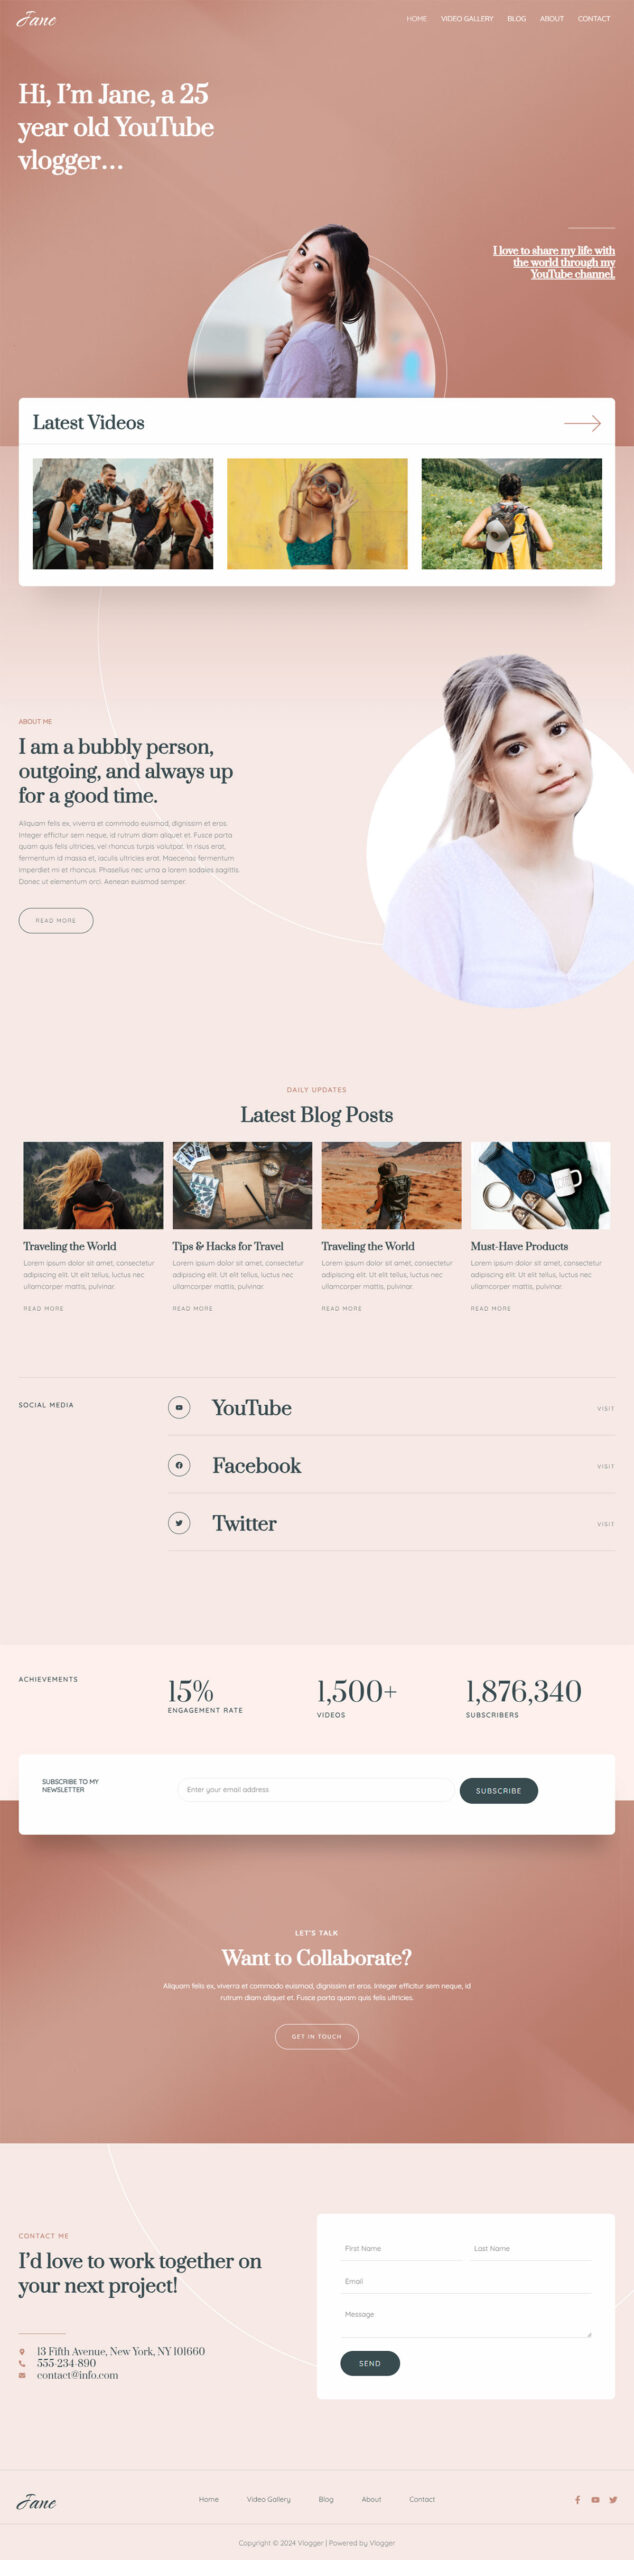 Jane
HOME VIDEO GALLERY BLOG ABOUT CONTACT
Hi, I'm Jane, a 25
year old YouTube
vlogger...
I love to share my life with
the world through my
YouTube channel.
Latest Videos
ABOUT ME
I am a bubbly person,
outgoing, and always up
for a good time.
Aliquam felis ex, viverra et commodo euismod, dignissim et eros.
Integer efficitur sem neque, id rutrum diam aliquet et. Fusce porta
quam quis felis ultricies, vel rhoncus turpis volutpat. In risus erat,
fermentum id massa et, iaculis ultricies erat. Maecenas fermentum
imperdiet mi et rhoncus. Phasellus nec urna a lorem sodales sagittis.
Donec ut elementum orci. Aenean euismod semper.
READ MORE
DAILY UPDATES
Latest Blog Posts
Traveling the World
Lorem ipsum dolor sit amet, consectetur
adipiscing elit. Ut elit tellus, luctus nec
ullamcorper mattis, pulvinar.
READ MORE
Tips & Hacks for Travel
Lorem ipsum dolor sit amet, consectetur
adipiscing elit. Ut elit tellus, luctus nec
ullamcorper mattis, pulvinar.
READ MORE
Traveling the World
Lorem ipsum dolor sit amet, consectetur
adipiscing elit. Ut elit tellus, luctus nec
ullamcorper mattis, pulvinar.
READ MORE
Must-Have Products
Lorem ipsum dolor sit amet, consectetur
adipiscing elit. Ut elit tellus, luctus nec
ullamcorper mattis, pulvinar.
READ MORE
SOCIAL MEDIA
YouTube VISIT
Facebook VISIT
Twitter VISIT
ACHIEVEMENTS
15%
ENGAGEMENT RATE
1,500+
VIDEOS
1,876,340
SUBSCRIBERS
SUBSCRIBE TO MY
NEWSLETTER
Enter your email address
SUBSCRIBE
LET'S TALK
Want to Collaborate?
Aliquam felis ex, viverra et commodo euismod, dignissim et eros. Integer efficitur sem neque, id
rutrum diam aliquet et. Fusce porta quam quis felis ultricies.
GET IN TOUCH
CONTACT ME
I'd love to work together on
your next project!
13 Fifth Avenue, New York, NY 101660
555-234-890
contact@info.com
First Name Last Name
Email
Message
SEND
Jane
Home Video Gallery Blog About Contact
Copyright © 2024 Vlogger | Powered by Vlogger